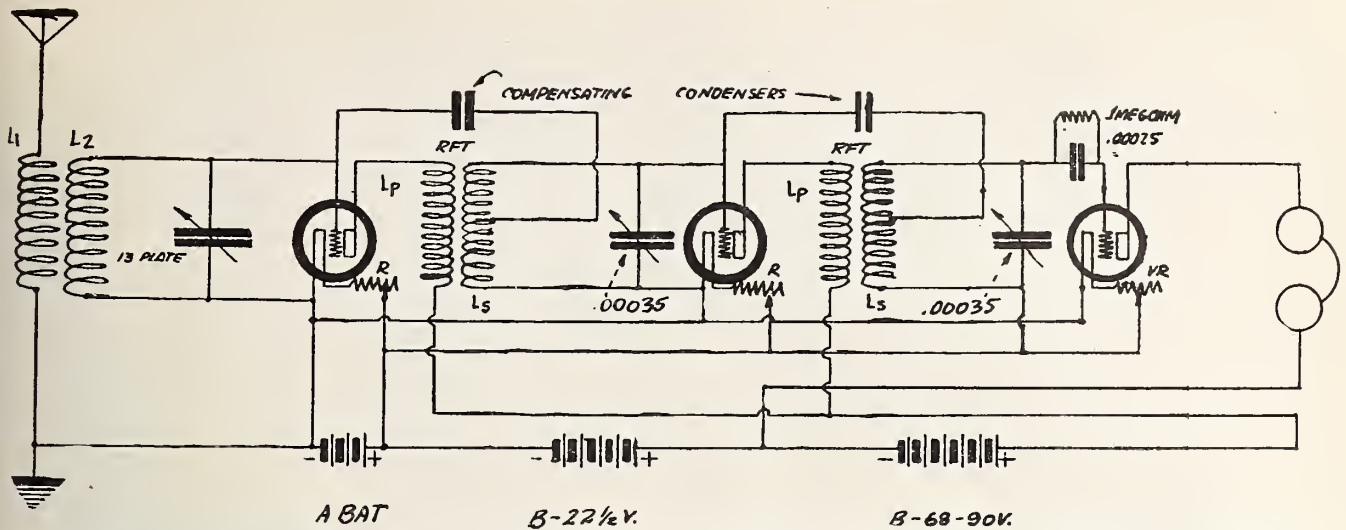 COMPENSATING
CONDENSERS
L1
L2
RFT
LP
RFT
LP
3MEGOHM
.00025
13 PLATE
R
LS
.00035
R
LS
.00035
VR
- +
- +
- +
A BAT
B-22½V.
B-68-90V.